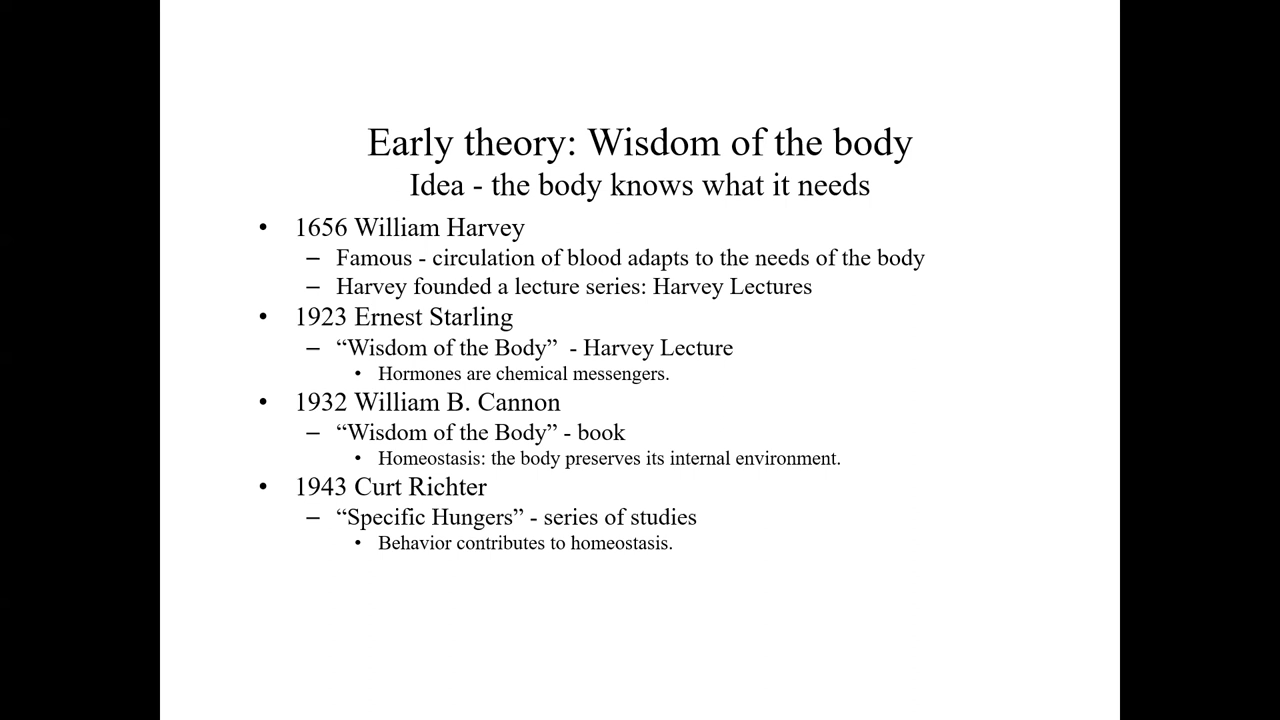 Early theory: Wisdom of the body
Idea - the body knows what it needs
• 1656 William Harvey
– Famous - circulation of blood adapts to the needs of the body
– Harvey founded a lecture series: Harvey Lectures
• 1923 Ernest Starling
– “Wisdom of the Body”  - Harvey Lecture
• Hormones are chemical messengers.
• 1932 William B. Cannon
– “Wisdom of the Body” - book
• Homeostasis: the body preserves its internal environment.
• 1943 Curt Richter
– “Specific Hungers” - series of studies
• Behavior contributes to homeostasis.